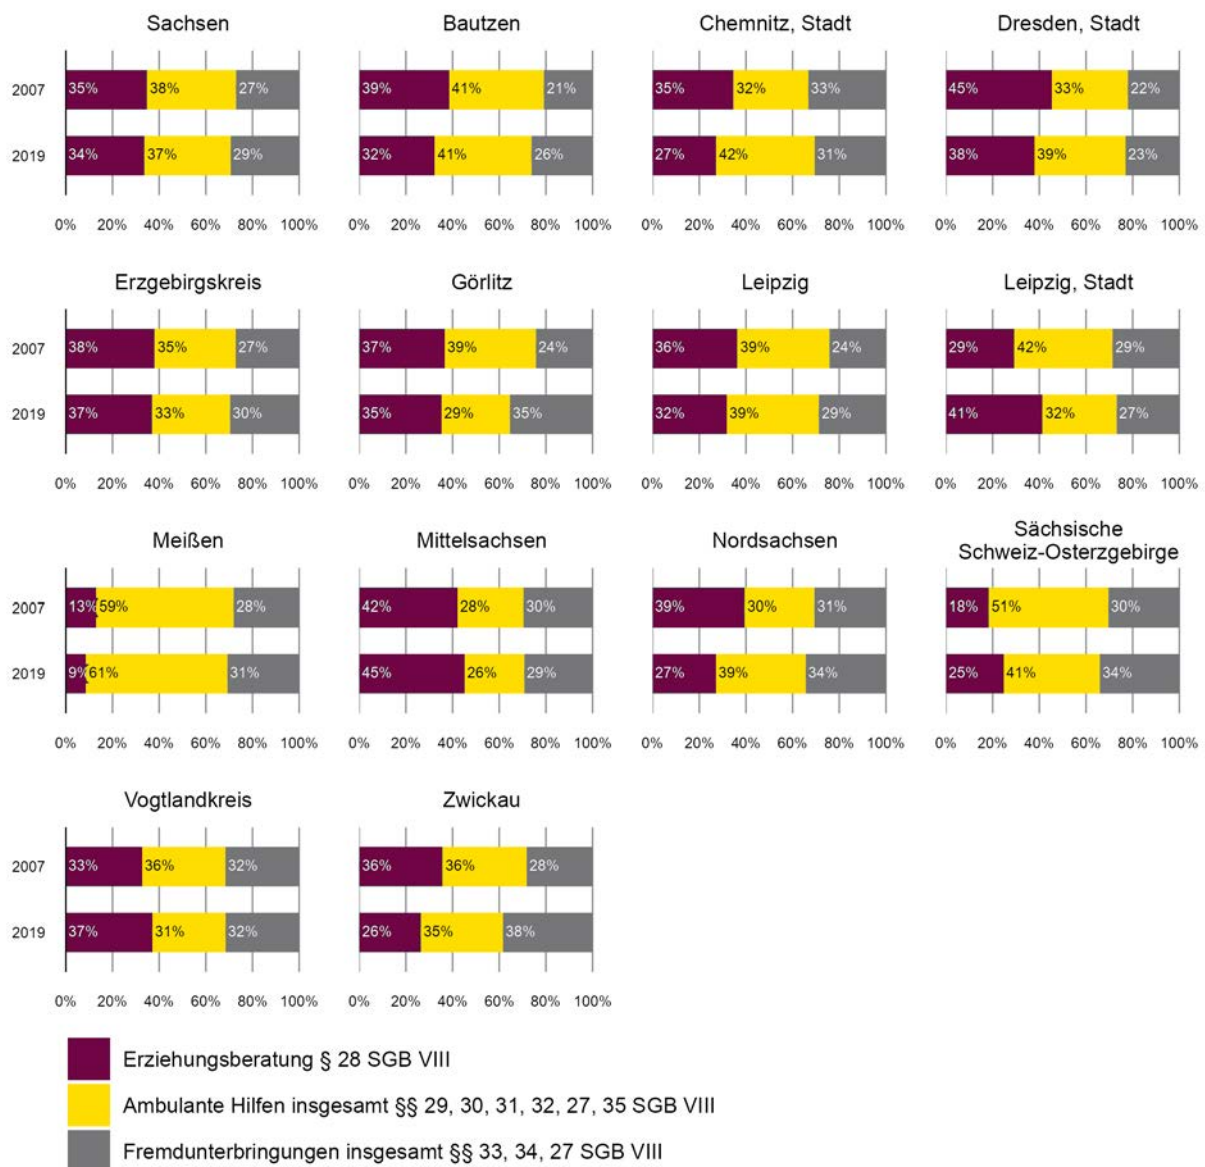 Sachsen Bautzen Chemnitz, Stadt Dresden, Stadt
2007 35% 38% 27% 39% 41% 21% 35% 32% 33% 45% 33% 22%
2019 34% 37% 29% 32% 41% 26% 27% 42% 31% 38% 39% 23%
0% 20% 40% 60% 80% 100% 0% 20% 40% 60% 80% 100% 0% 20% 40% 60% 80% 100% 0% 20% 40% 60% 80% 100%
Erzgebirgskreis Görlitz Leipzig Leipzig, Stadt
2007 38% 35% 27% 37% 39% 24% 36% 39% 24% 29% 42% 29%
2019 37% 33% 30% 35% 29% 35% 32% 39% 29% 41% 32% 27%
0% 20% 40% 60% 80% 100% 0% 20% 40% 60% 80% 100% 0% 20% 40% 60% 80% 100% 0% 20% 40% 60% 80% 100%
Meißen Mittelsachsen Nordsachsen Sächsische
Schweiz-Osterzgebirge
2007 13% 59% 28% 42% 28% 30% 39% 30% 31% 18% 51% 30%
2019 9% 61% 31% 45% 26% 29% 27% 39% 34% 25% 41% 34%
0% 20% 40% 60% 80% 100% 0% 20% 40% 60% 80% 100% 0% 20% 40% 60% 80% 100% 0% 20% 40% 60% 80% 100%
Vogtlandkreis Zwickau
2007 33% 36% 32% 36% 36% 28%
2019 37% 31% 32% 26% 35% 38%
0% 20% 40% 60% 80% 100% 0% 20% 40% 60% 80% 100%
Erziehungsberatung § 28 SGB VIII
Ambulante Hilfen insgesamt §§ 29, 30, 31, 32, 27, 35 SGB VIII
Fremdunterbringungen insgesamt §§ 33, 34, 27 SGB VIII